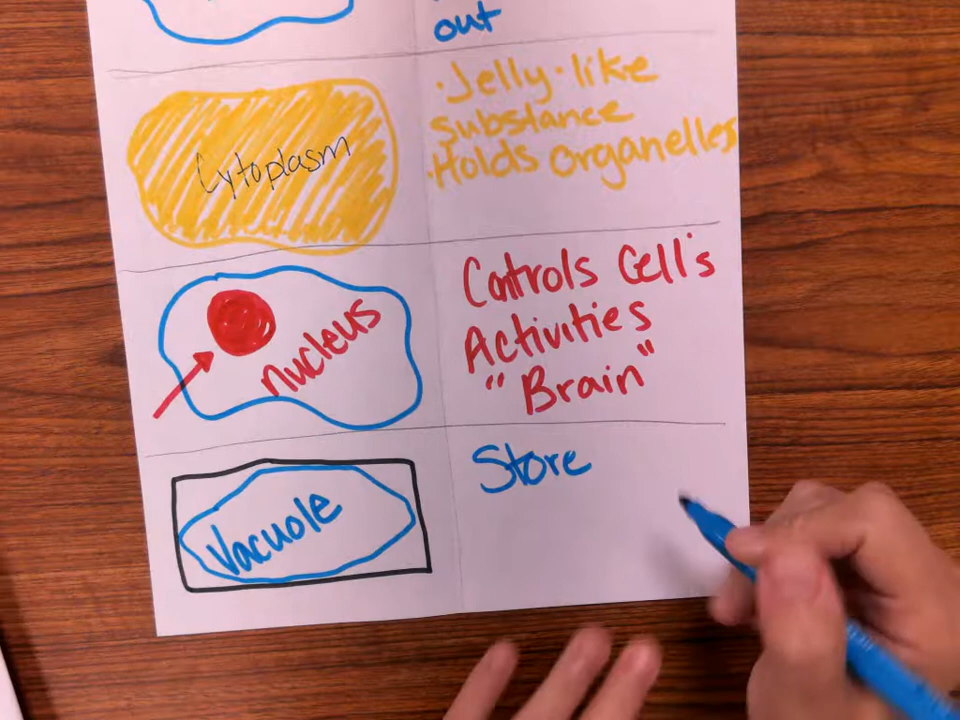 out
Cytoplasm
· Jelly · like
substance
· Holds organelles
nucleus
Controls Cell's
Activities
"Brain"
Vacuole
Store